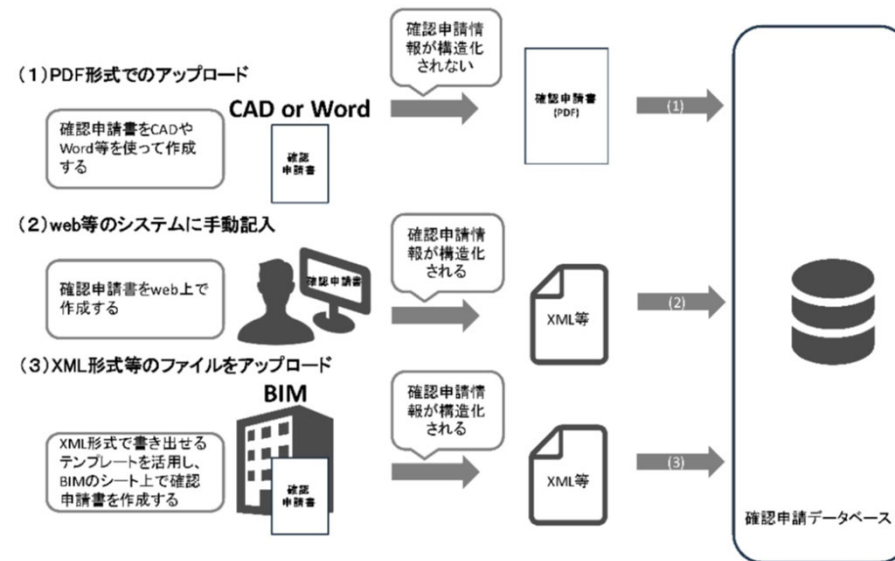 (1)PDF形式でのアップロード
確認申請書をCADや
Word等を使って作成
する
CAD or Word
確認
申請書
確認申請情
報が構造化
されない
確認申請書
(PDF)
(1)
(2)web等のシステムに手動記入
確認申請書をweb上で
作成する
確認申請書
確認申請情
報が構造化
される
XML等
(2)
(3)XML形式等のファイルをアップロード
XML形式で書き出せる
テンプレートを活用し、
BIMのシート上で確認
申請書を作成する
BIM
確認
申請書
確認申請情
報が構造化
される
XML等
(3)
確認申請データベース